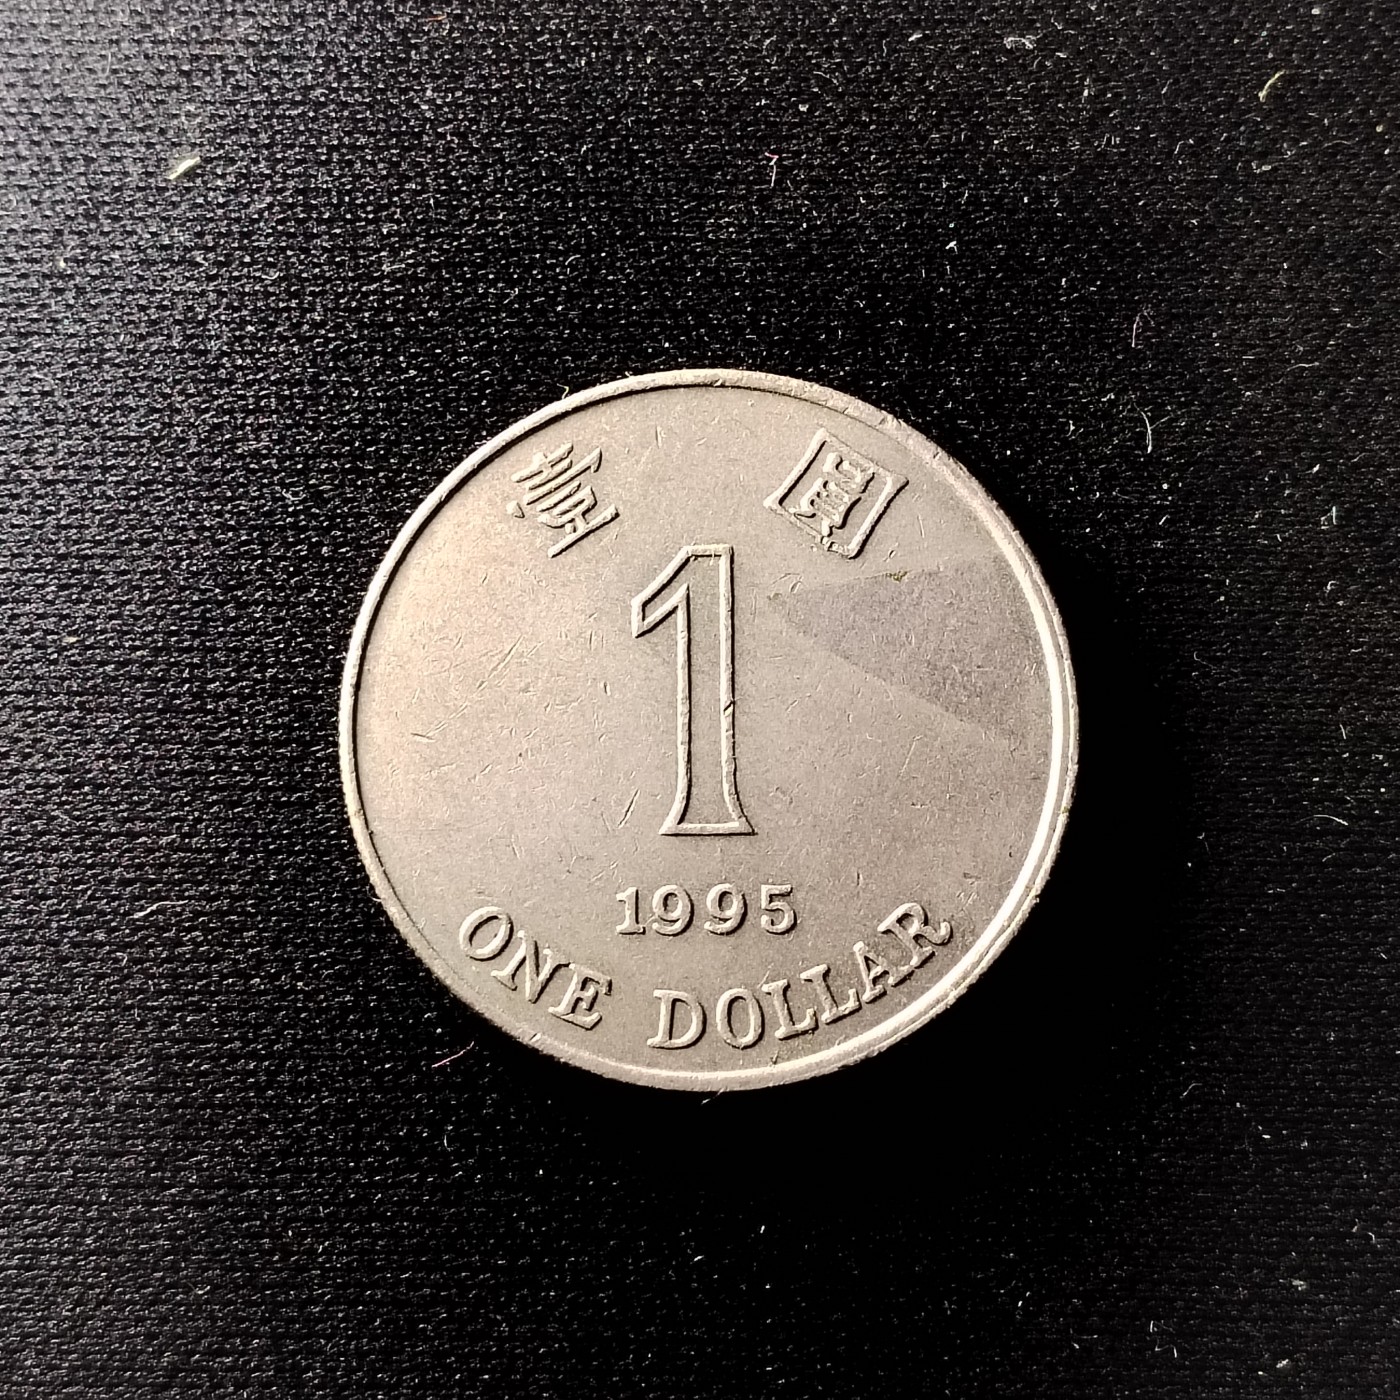 壹 圓
1
1995
ONE DOLLAR